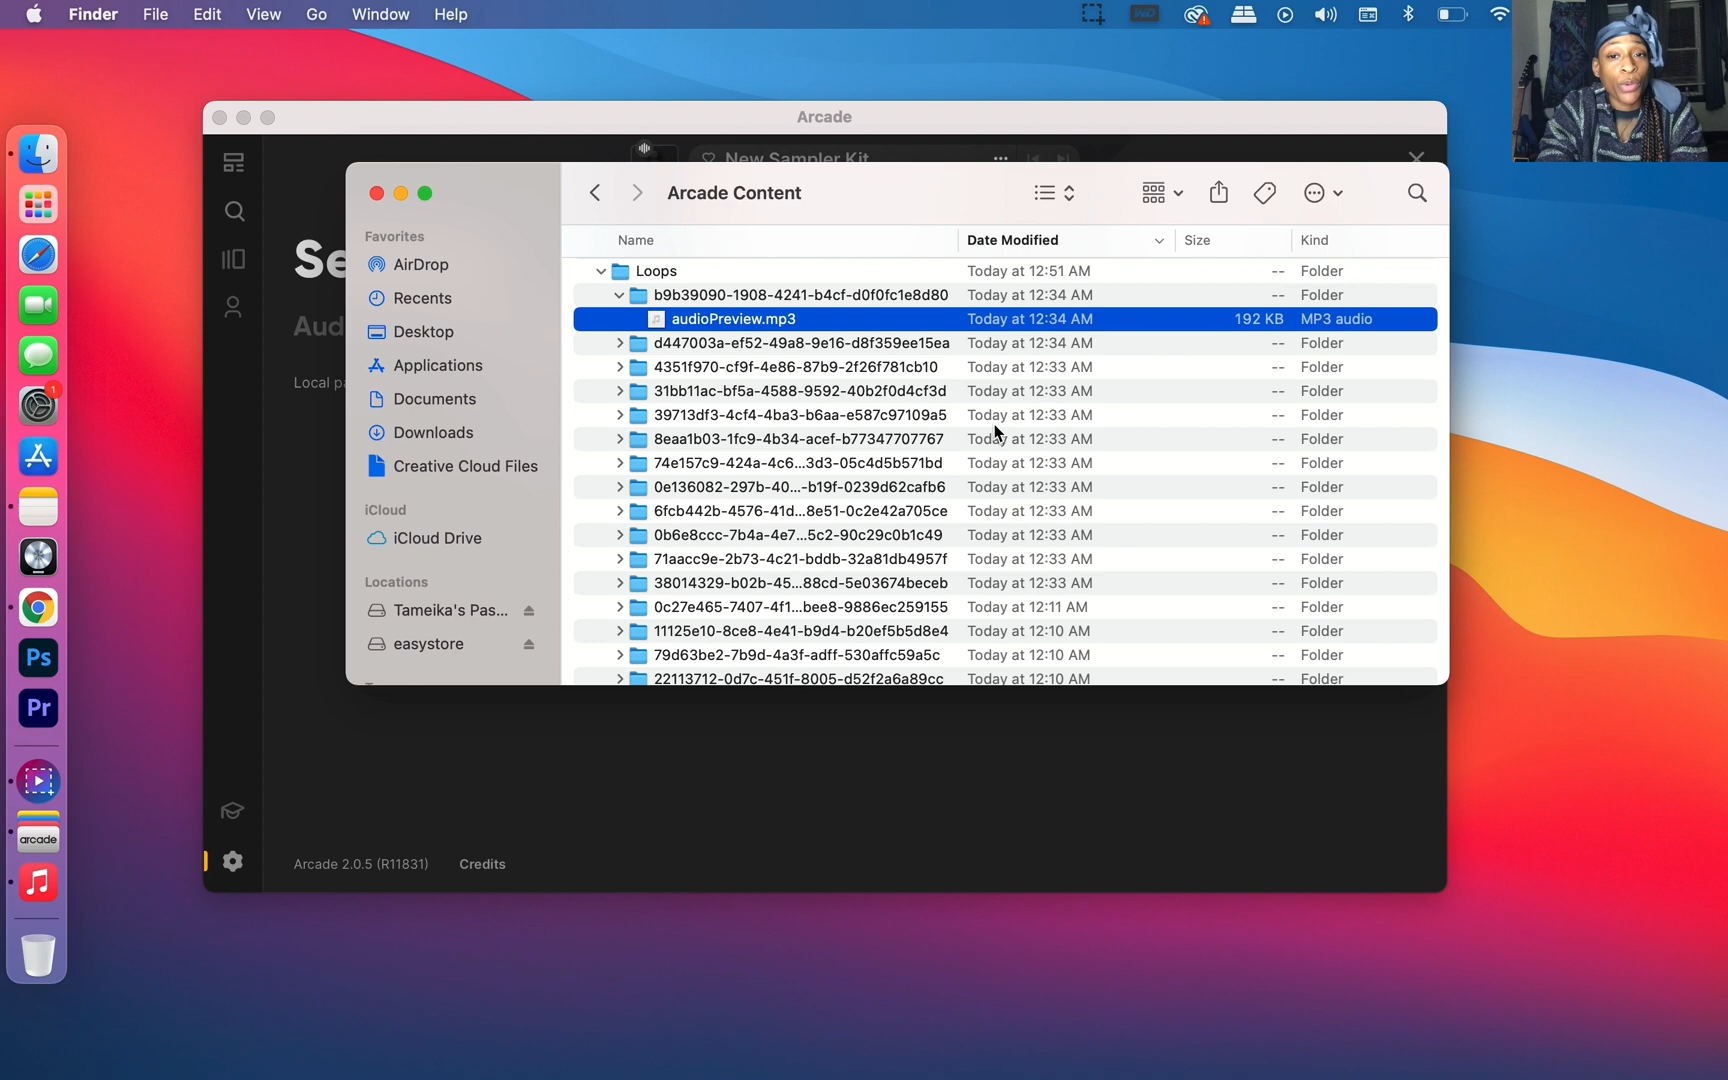 Finder File Edit View Go Window Help
Arcade
New Sampler Kit
Se
Aud
Local pa
Arcade Content
Favorites
AirDrop
Recents
Desktop
Applications
Documents
Downloads
Creative Cloud Files
iCloud
iCloud Drive
Locations
Tameika's Pas...
easystore
Name Date Modified Size Kind
Loops Today at 12:51 AM -- Folder
b9b39090-1908-4241-b4cf-d0f0fc1e8d80 Today at 12:34 AM -- Folder
audioPreview.mp3 Today at 12:34 AM 192 KB MP3 audio
d447003a-ef52-49a8-9e16-d8f359ee15ea Today at 12:34 AM -- Folder
4351f970-cf9f-4e86-87b9-2f26f781cb10 Today at 12:33 AM -- Folder
31bb11ac-bf5a-4588-9592-40b2f0d4cf3d Today at 12:33 AM -- Folder
39713df3-4cf4-4ba3-b6aa-e587c97109a5 Today at 12:33 AM -- Folder
8eaa1b03-1fc9-4b34-acef-b77347707767 Today at 12:33 AM -- Folder
74e157c9-424a-4c6...3d3-05c4d5b571bd Today at 12:33 AM -- Folder
0e136082-297b-40...-b19f-0239d62cafb6 Today at 12:33 AM -- Folder
6fcb442b-4576-41d...8e51-0c2e42a705ce Today at 12:33 AM -- Folder
0b6e8ccc-7b4a-4e7...5c2-90c29c0b1c49 Today at 12:33 AM -- Folder
71aacc9e-2b73-4c21-bddb-32a81db4957f Today at 12:33 AM -- Folder
38014329-b02b-45...88cd-5e03674beceb Today at 12:33 AM -- Folder
0c27e465-7407-4f1...bee8-9886ec259155 Today at 12:11 AM -- Folder
11125e10-8ce8-4e41-b9d4-b20ef5b5d8e4 Today at 12:10 AM -- Folder
79d63be2-7b9d-4a3f-adff-530affc59a5c Today at 12:10 AM -- Folder
22113712-0d7c-451f-8005-d52f2a6a89cc Today at 12:10 AM -- Folder
Arcade 2.0.5 (R11831) Credits
1
Ps
Pr
arcade